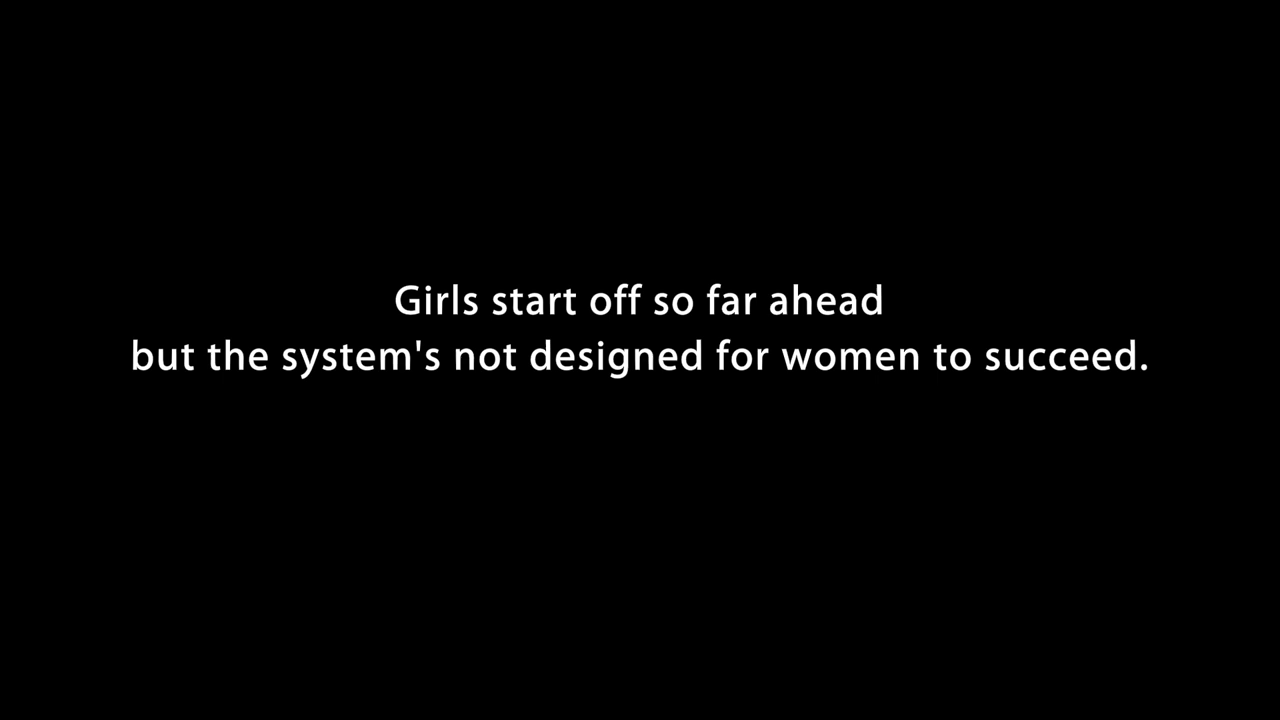 Girls start off so far ahead
but the system's not designed for women to succeed.